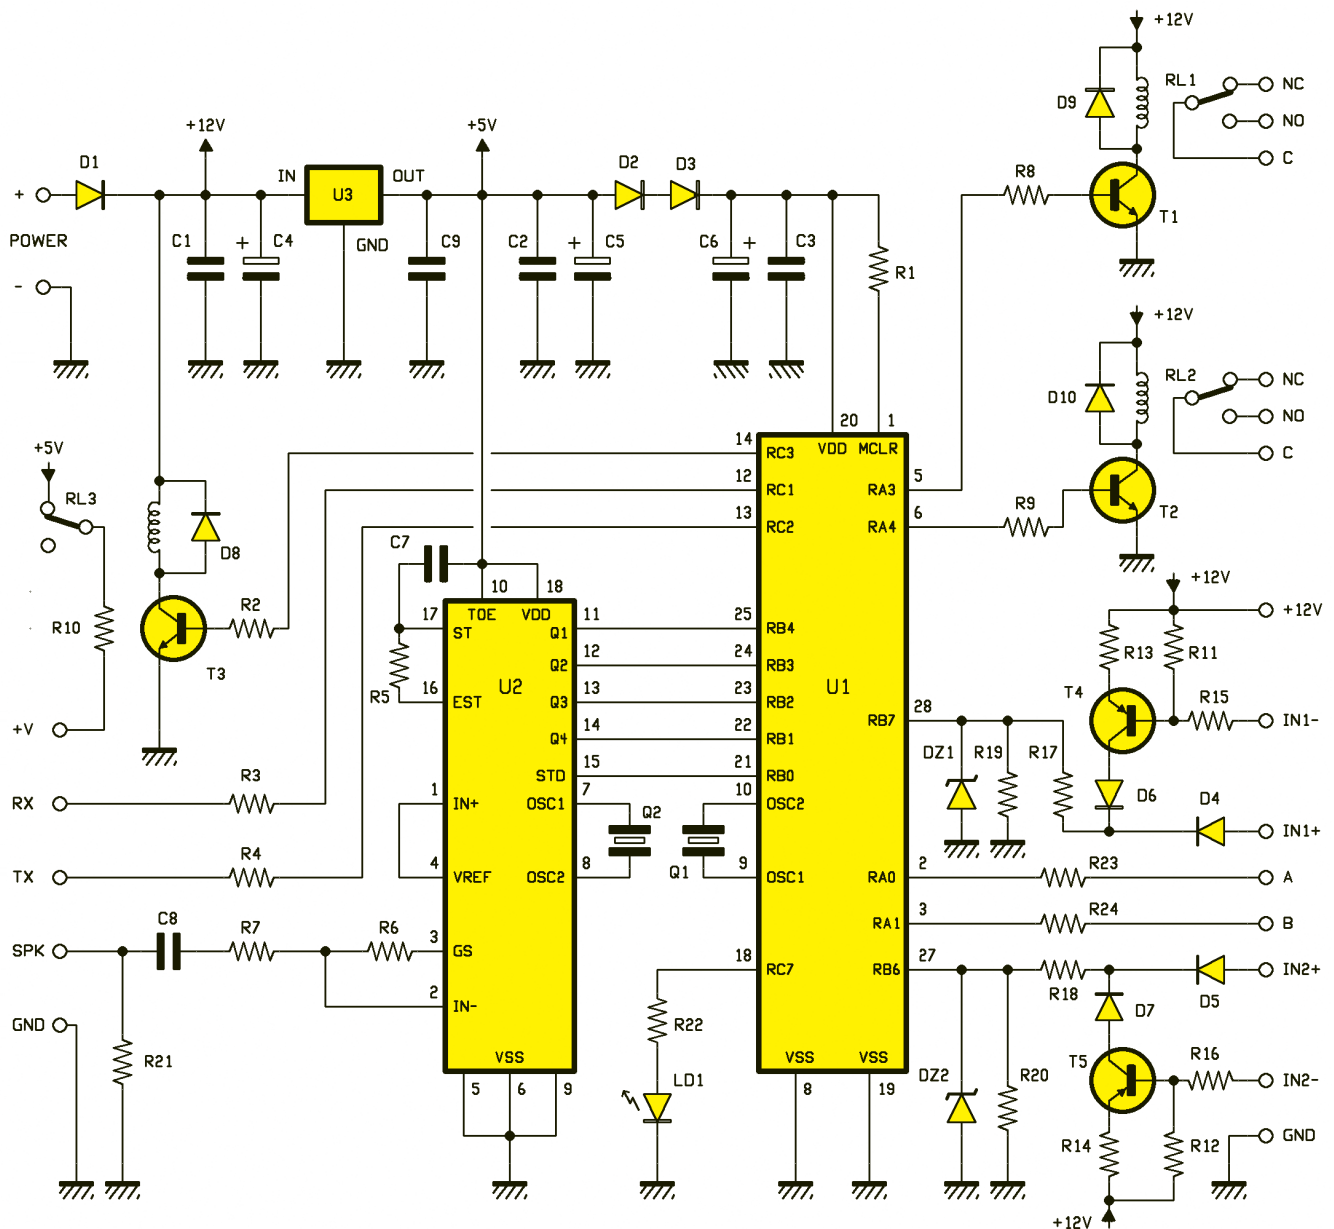 +12V
RL1
NC
D9
NO
C
+12V
+5V
D1
IN
OUT
D2
D3
R8
+
U3
T1
POWER
C1
+
C4
GND
C9
C2
+
C5
C6
+
C3
R1
-
+12V
RL2
NC
D10
NO
C
+5V
14
RC3
20
1
VDD
MCLR
RL3
12
RC1
RA3
5
13
RC2
RA4
6
R9
T2
C7
D8
10
18
+12V
+12V
R10
R2
17
TOE
VDD
11
25
ST
Q1
RB4
R13
R11
T3
12
24
Q2
RB3
R5
16
U2
13
23
U1
T4
R15
EST
Q3
RB2
28
+V
14
22
RB7
IN1-
Q4
RB1
15
21
DZ1
R19
R17
STD
RB0
R3
1
7
10
RX
IN+
OSC1
Q2
OSC2
D6
D4
IN1+
R4
4
8
Q1
9
2
R23
TX
VREF
OSC2
OSC1
RA0
A
C8
R7
R6
3
3
R24
SPK
GS
RA1
B
2
18
27
IN-
RC7
RB6
R18
IN2+
D5
GND
R22
D7
R21
VSS
VSS
VSS
T5
R16
5
6
9
LD1
8
19
DZ2
R20
IN2-
R14
R12
GND
+12V